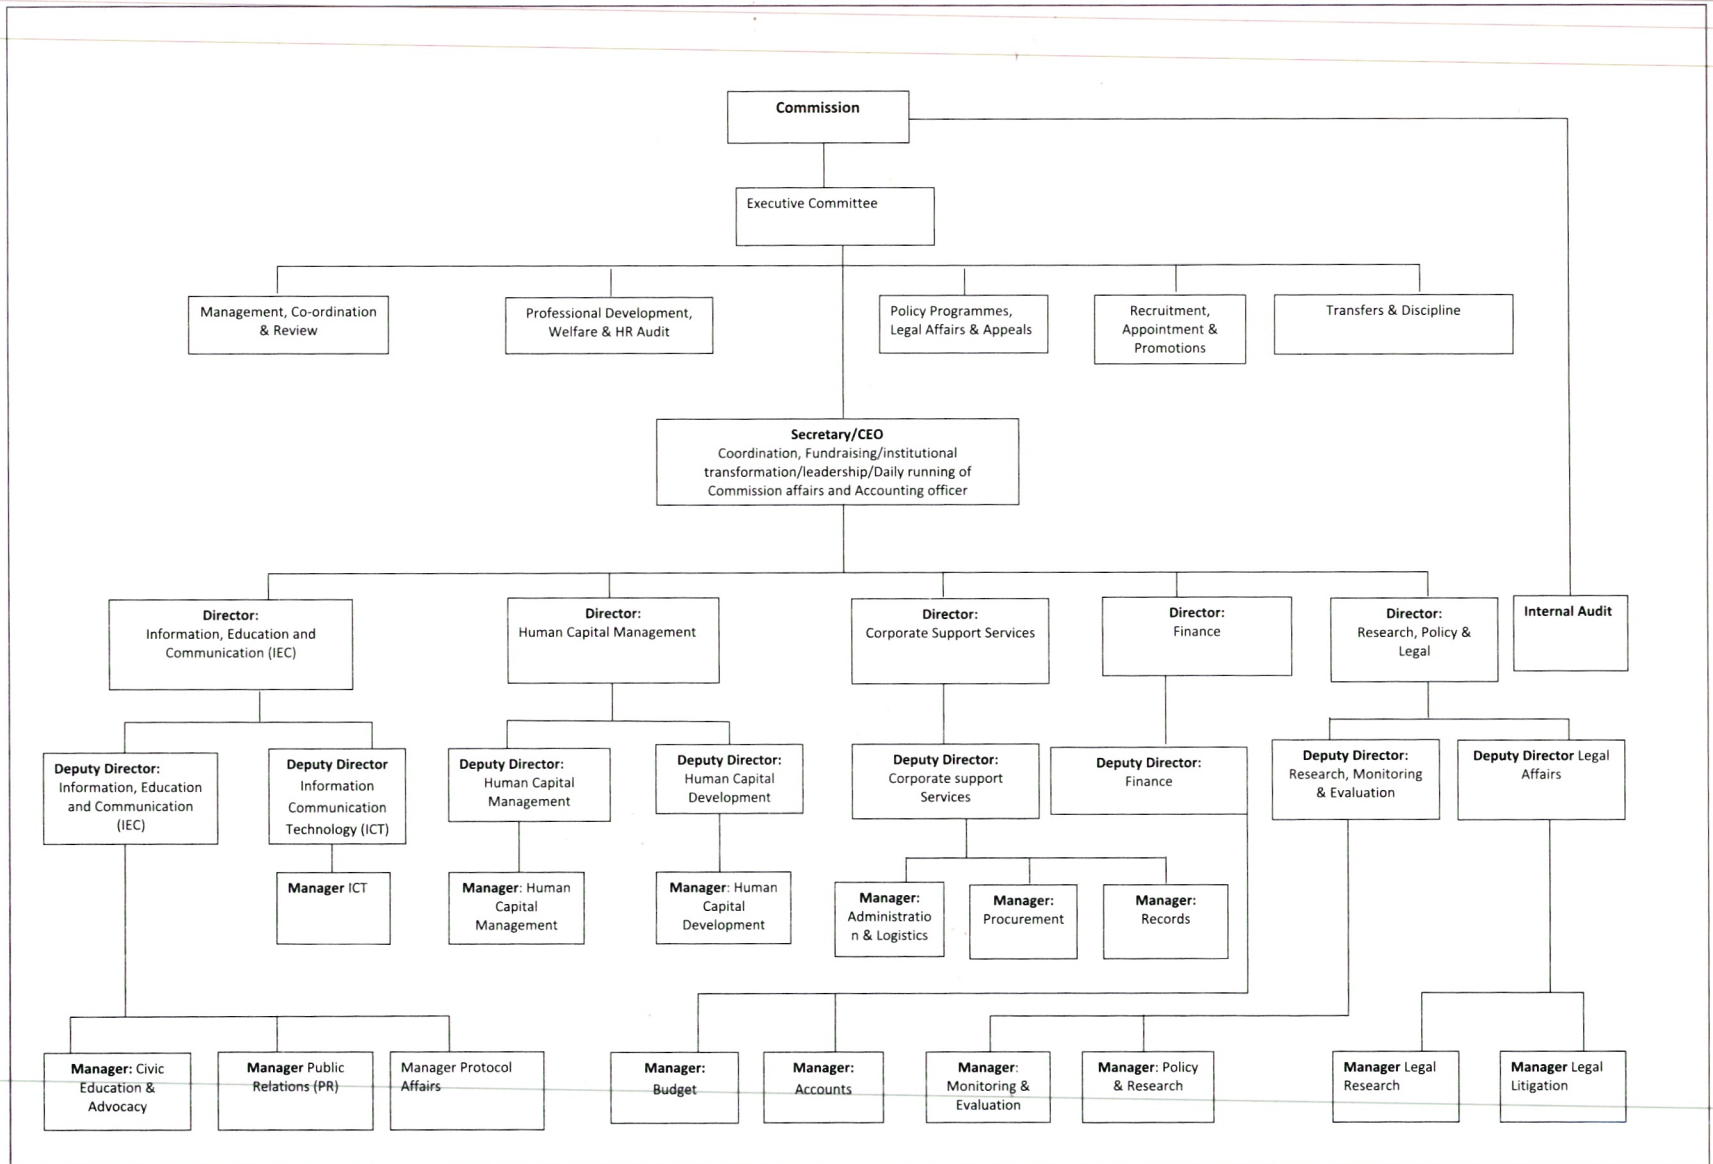 Commission
Executive Committee
Management, Co-ordination
& Review
Professional Development,
Welfare & HR Audit
Policy Programmes,
Legal Affairs & Appeals
Recruitment,
Appointment &
Promotions
Transfers & Discipline
Secretary/CEO
Coordination, Fundraising/institutional
transformation/leadership/Daily running of
Commission affairs and Accounting officer
Director:
Information, Education and
Communication (IEC)
Director:
Human Capital Management
Director:
Corporate Support Services
Director:
Finance
Director:
Research, Policy &
Legal
Internal Audit
Deputy Director:
Information, Education
and Communication
(IEC)
Deputy Director
Information
Communication
Technology (ICT)
Deputy Director:
Human Capital
Management
Deputy Director:
Human Capital
Development
Deputy Director:
Corporate support
Services
Deputy Director:
Finance
Deputy Director:
Research, Monitoring
& Evaluation
Deputy Director Legal
Affairs
Manager ICT
Manager: Human
Capital
Management
Manager: Human
Capital
Development
Manager:
Administratio
n & Logistics
Manager:
Procurement
Manager:
Records
Manager: Civic
Education &
Advocacy
Manager Public
Relations (PR)
Manager Protocol
Affairs
Manager:
Budget
Manager:
Accounts
Manager:
Monitoring &
Evaluation
Manager: Policy
& Research
Manager Legal
Research
Manager Legal
Litigation